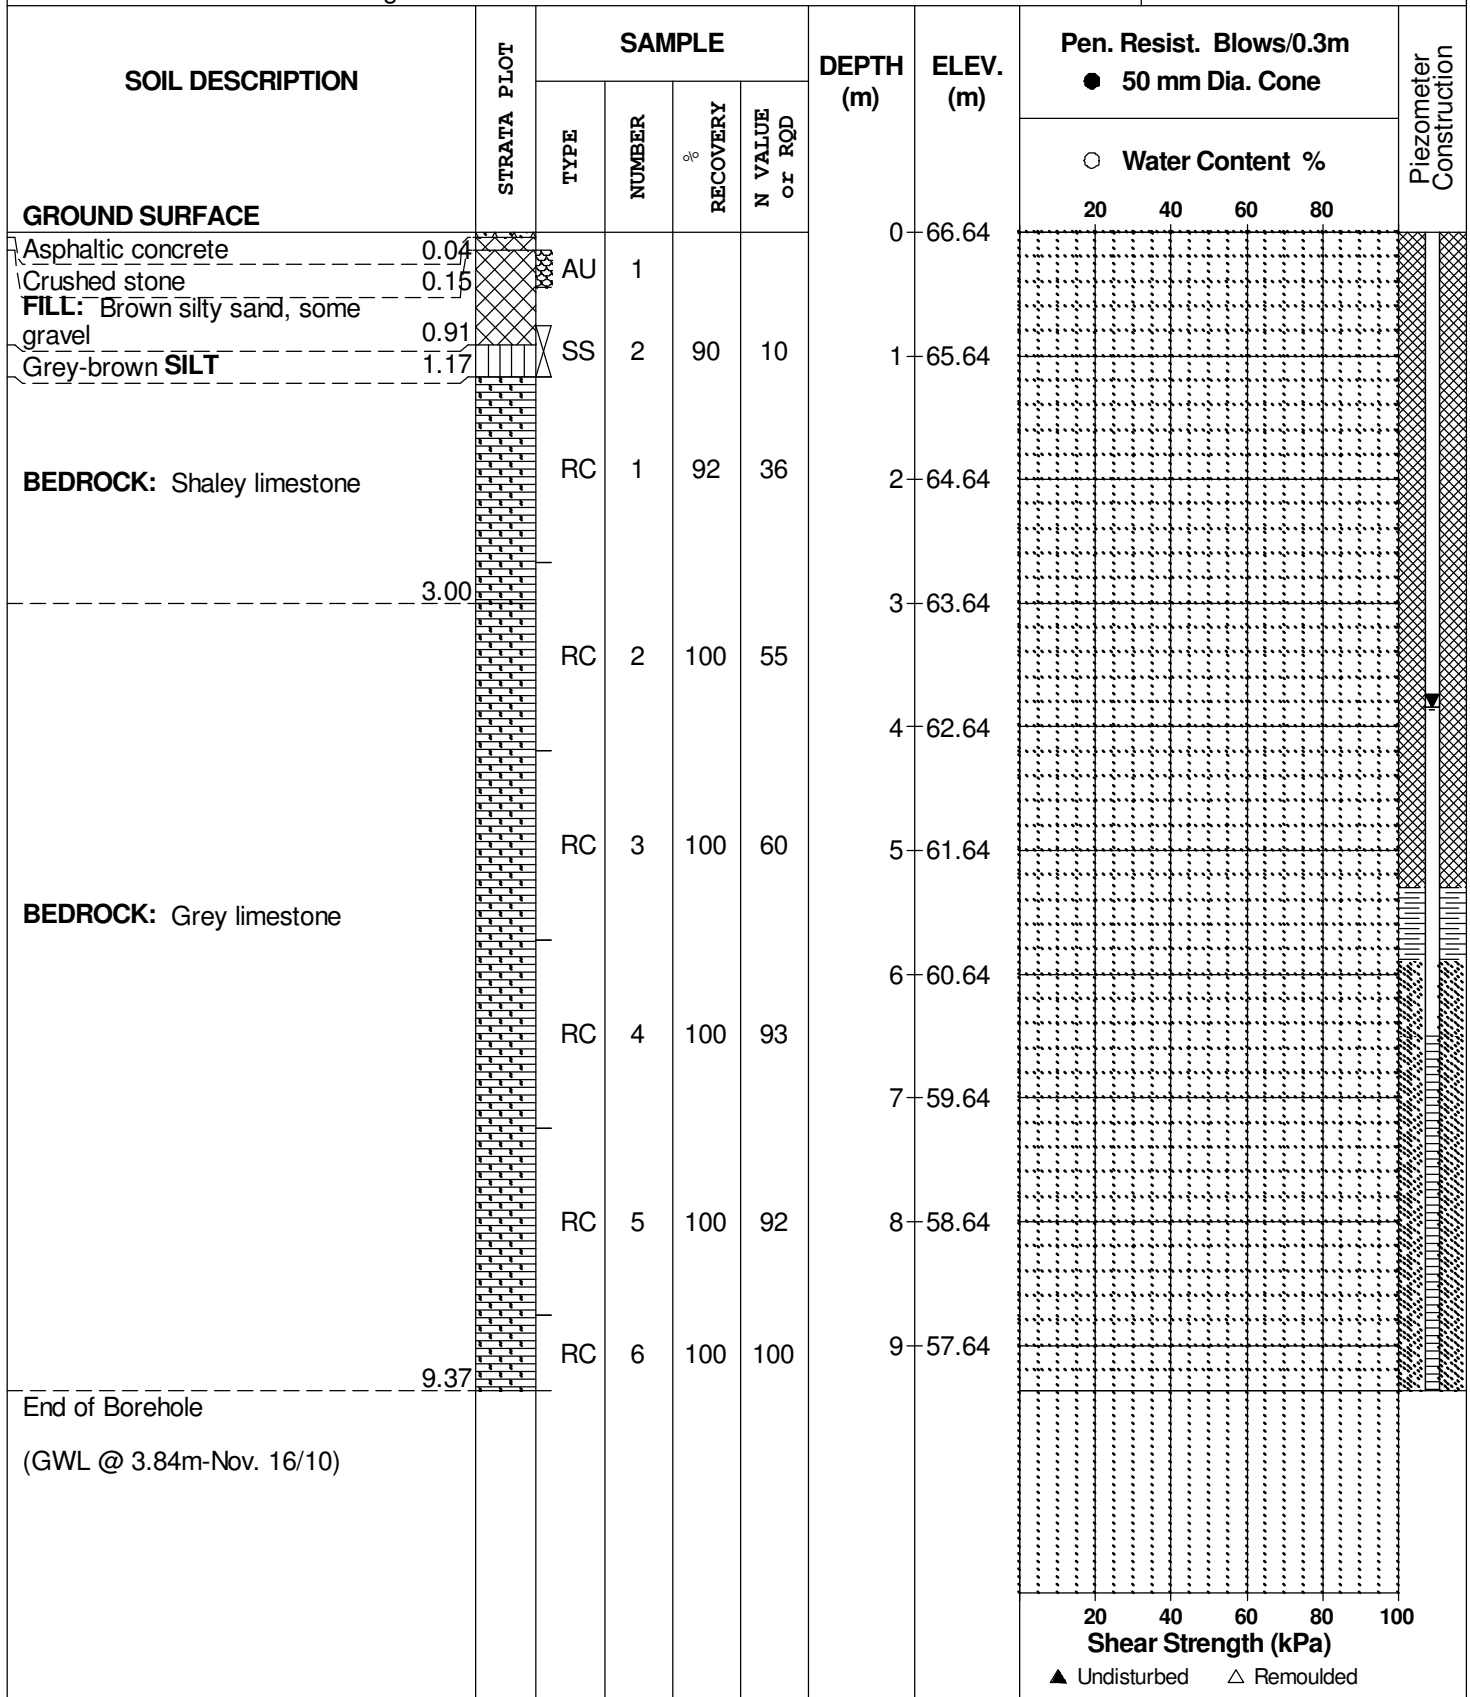 SOIL DESCRIPTION
STRATA PLOT
SAMPLE
TYPE
NUMBER
% RECOVERY
N VALUE or RQD
DEPTH (m)
ELEV. (m)
Pen. Resist. Blows/0.3m
● 50 mm Dia. Cone
○ Water Content %
20 40 60 80
Piezometer Construction
GROUND SURFACE
0 66.64
Asphaltic concrete 0.04
Crushed stone 0.15
AU 1
FILL: Brown silty sand, some
gravel 0.91
SS 2 90 10
1 65.64
Grey-brown SILT 1.17
RC 1 92 36
BEDROCK: Shaley limestone
2 64.64
3.00
3 63.64
RC 2 100 55
4 62.64
RC 3 100 60
5 61.64
BEDROCK: Grey limestone
6 60.64
RC 4 100 93
7 59.64
RC 5 100 92
8 58.64
9 57.64
RC 6 100 100
9.37
End of Borehole
(GWL @ 3.84m-Nov. 16/10)
20 40 60 80 100
Shear Strength (kPa)
▲ Undisturbed △ Remoulded